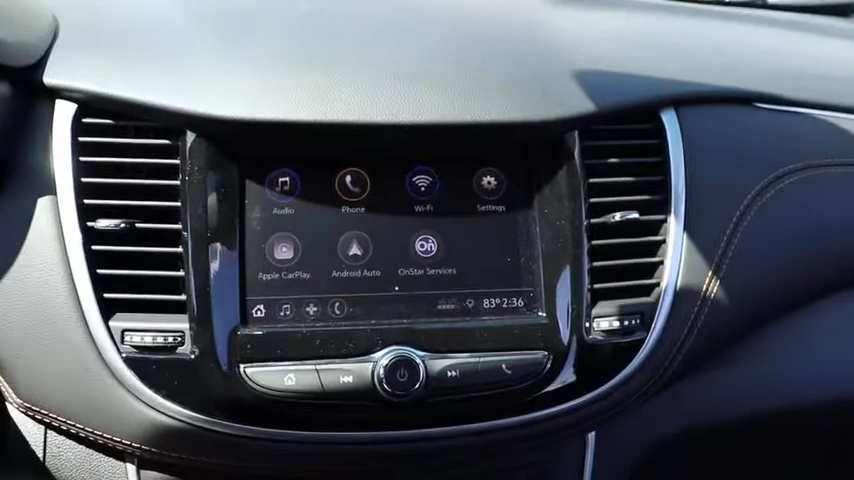 Audio Phone Wi-Fi Settings
Apple CarPlay Android Auto OnStar Services
83° 2:36